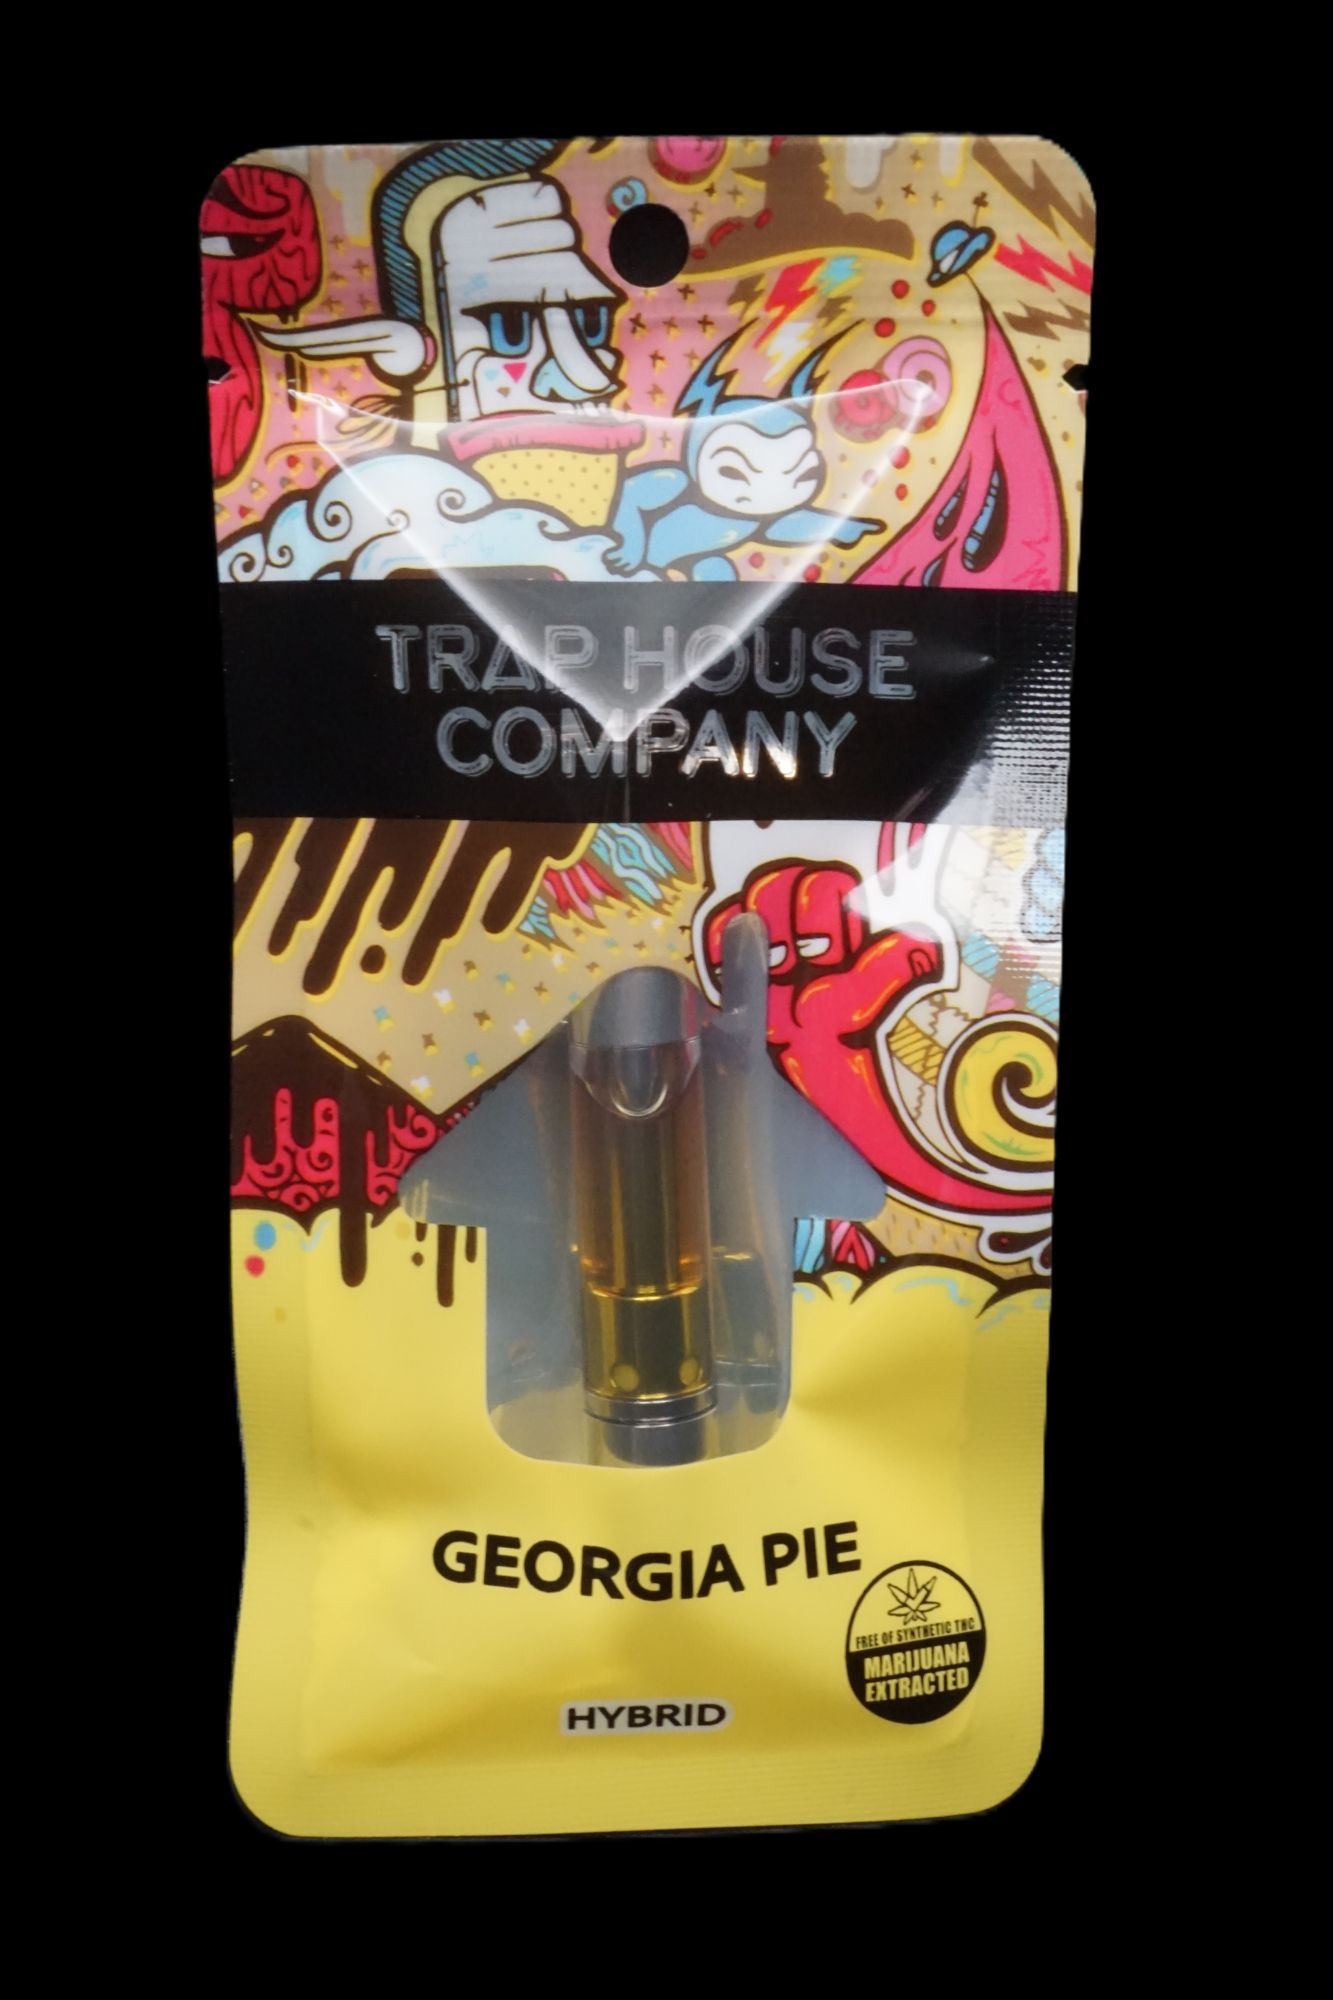 TRAP HOUSE
COMPANY
GEORGIA PIE
FREE OF SYNTHETIC THC
MARIJUANA
EXTRACTED
HYBRID